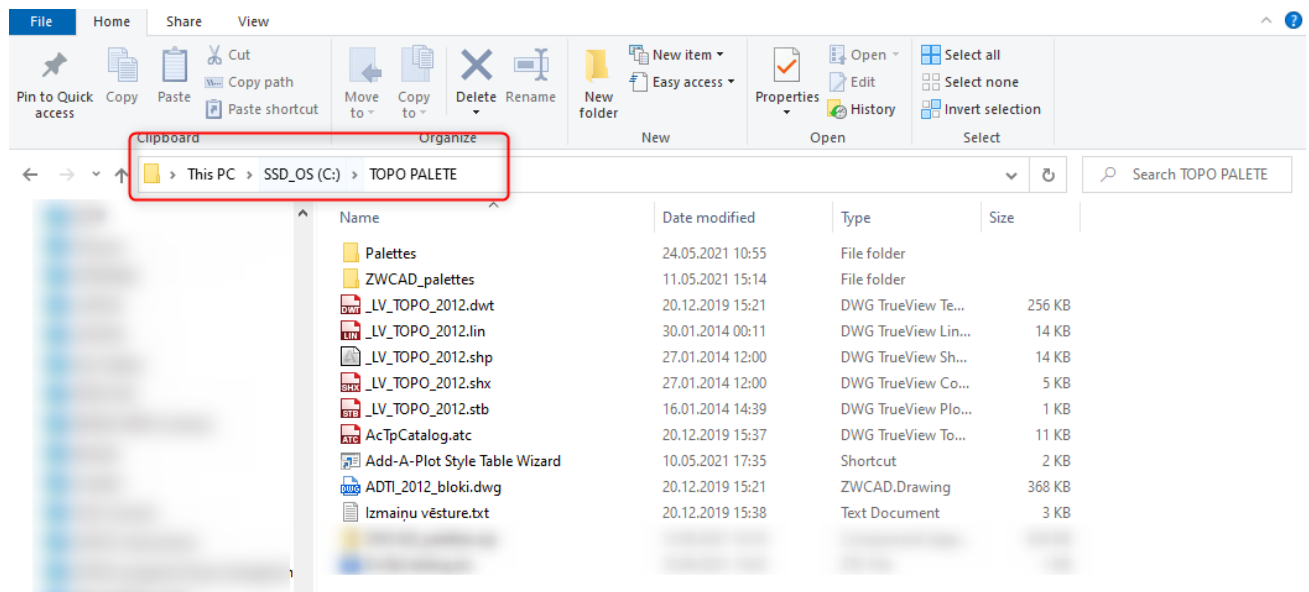 File Home Share View
Cut
Copy path
Paste shortcut
Pin to Quick access
Copy
Paste
Move to
Copy to
Delete
Rename
New folder
New item
Easy access
Properties
Open
Edit
History
Select all
Select none
Invert selection
Clipboard Organize New Open Select
This PC > SSD_OS (C:) > TOPO PALETE
Search TOPO PALETE
Name Date modified Type Size
Palettes 24.05.2021 10:55 File folder
ZWCAD_palettes 11.05.2021 15:14 File folder
DWT _LV_TOPO_2012.dwt 20.12.2019 15:21 DWG TrueView Te... 256 KB
LIN _LV_TOPO_2012.lin 30.01.2014 00:11 DWG TrueView Lin... 14 KB
_LV_TOPO_2012.shp 27.01.2014 12:00 DWG TrueView Sh... 14 KB
SHX _LV_TOPO_2012.shx 27.01.2014 12:00 DWG TrueView Co... 5 KB
STB _LV_TOPO_2012.stb 16.01.2014 14:39 DWG TrueView Plo... 1 KB
ATC AcTpCatalog.atc 20.12.2019 15:37 DWG TrueView To... 11 KB
Add-A-Plot Style Table Wizard 10.05.2021 17:35 Shortcut 2 KB
DWG ADTI_2012_bloki.dwg 20.12.2019 15:21 ZWCAD.Drawing 368 KB
Izmaiņu vēsture.txt 20.12.2019 15:38 Text Document 3 KB